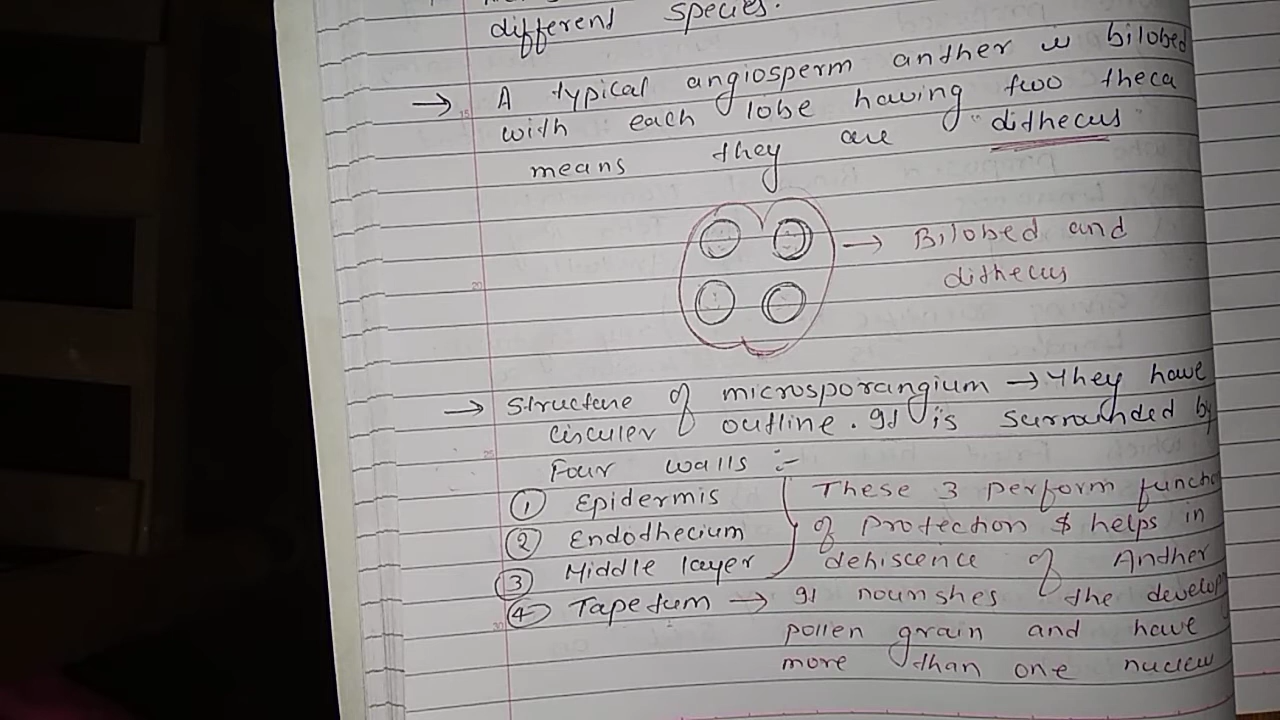 different species.
→ A typical angiosperm anther is bilobed
with each lobe having two theca
means they are "dithecus"
→ Bilobed and
dithecus
→ Structure of microsporangium → They have
circuler outline. It is surrounded by
Four walls :-
① Epidermis
② Endothecium
③ Middle layer
These 3 perform
of Protection & helps in
dehiscence of Anther
④ Tapetum → It nourishes the
pollen grain and have
more than one